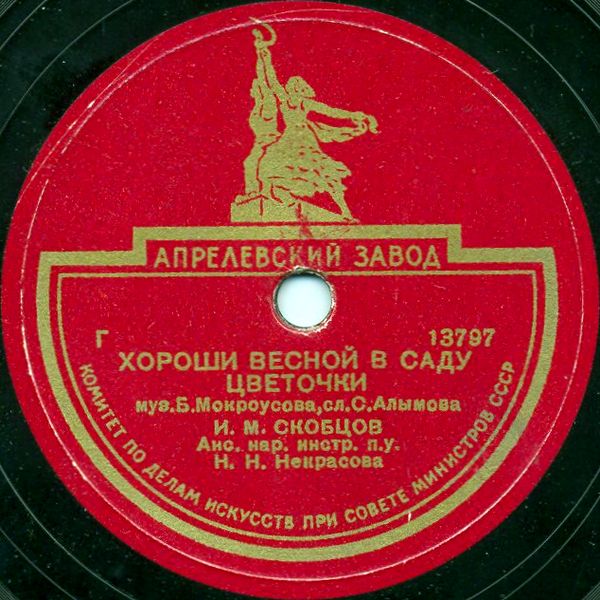 АПРЕЛЕВСКИЙ ЗАВОД
Г 13797
ХОРОШИ ВЕСНОЙ В САДУ
ЦВЕТОЧКИ
муз. Б. Мокроусова, сл. С. Алымова
И. М. СКОБЦОВ
Анс. нар. инстр. п.у.
Н. Н. Некрасова
КОМИТЕТ ПО ДЕЛАМ ИСКУССТВ ПРИ СОВЕТЕ МИНИСТРОВ СССР